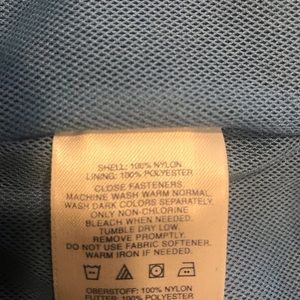 SHELL: 100% NYLON
LINING: 100% POLYESTER
CLOSE FASTENERS
MACHINE WASH WARM NORMAL.
WASH DARK COLORS SEPARATELY.
ONLY NON-CHLORINE
BLEACH WHEN NEEDED.
TUMBLE DRY LOW.
REMOVE PROMPTLY.
DO NOT USE FABRIC SOFTENER.
WARM IRON IF NEEDED.
OBERSTOFF: 100% NYLON
FUTTER: 100% POLYESTER